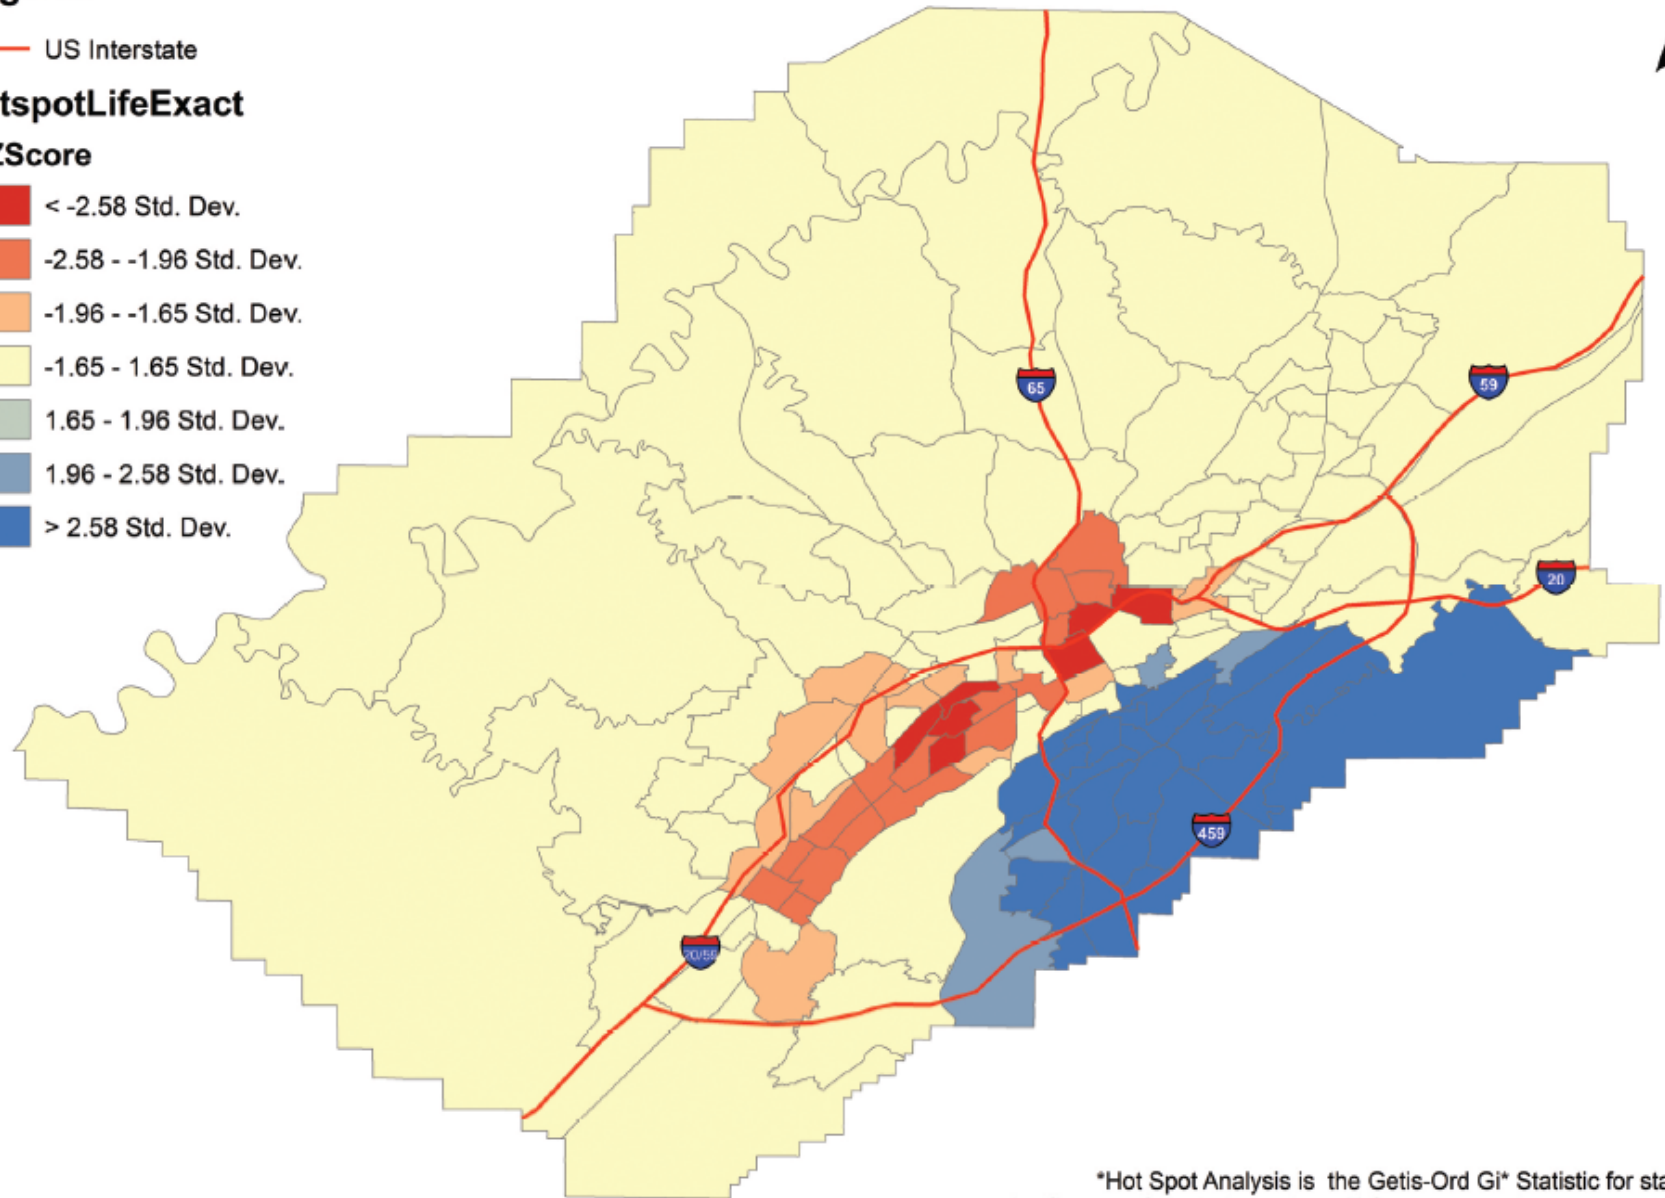 US Interstate
tspotLifeExact
ZScore
< -2.58 Std. Dev.
-2.58 - -1.96 Std. Dev.
-1.96 - -1.65 Std. Dev.
-1.65 - 1.65 Std. Dev.
1.65 - 1.96 Std. Dev.
1.96 - 2.58 Std. Dev.
> 2.58 Std. Dev.
65
59
20
459
20/59
*Hot Spot Analysis is the Getis-Ord Gi* Statistic for sta